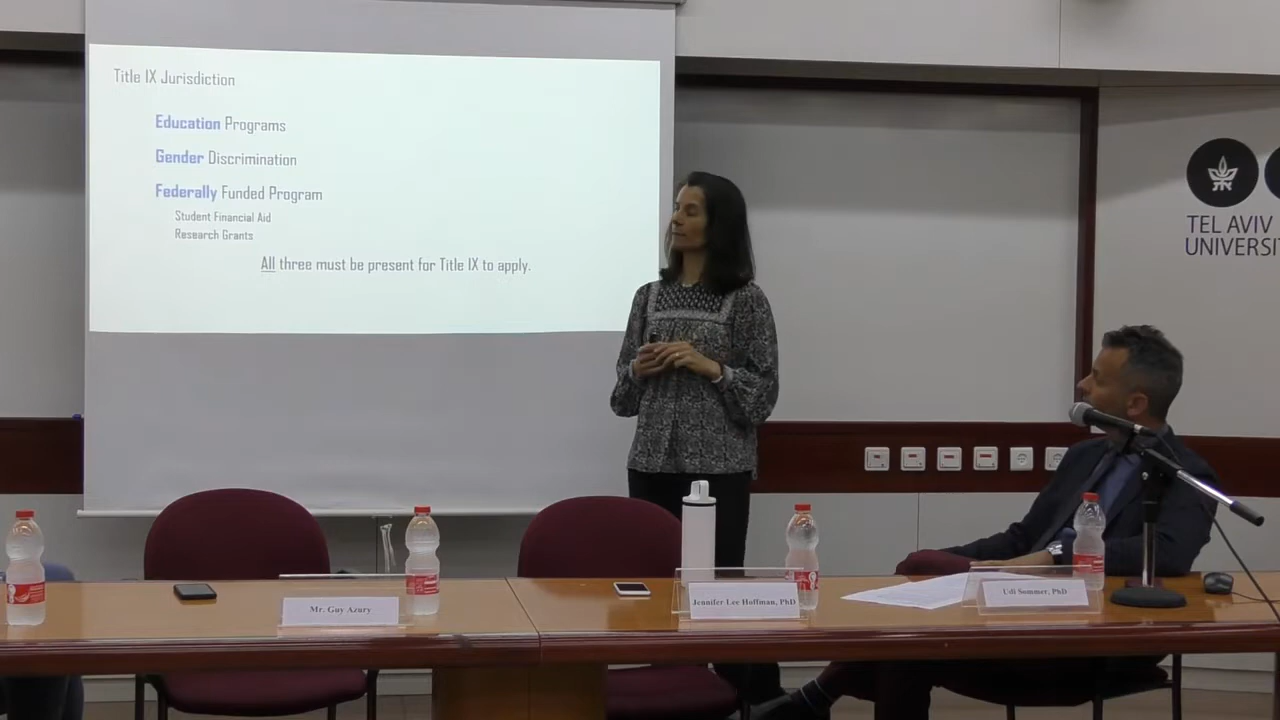 Title IX Jurisdiction
Education Programs
Gender Discrimination
Federally Funded Program
Student Financial Aid
Research Grants
All three must be present for Title IX to apply.
TEL AVIV
UNIVERSIT
Mr. Guy Azury
Jennifer Lee Hoffman, PhD
Udi Sommer, PhD